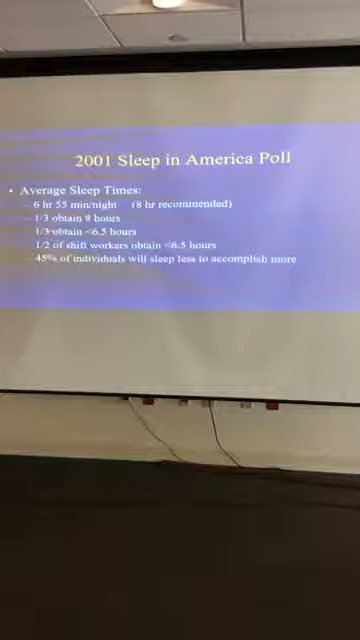 2001 Sleep in America Poll
• Average Sleep Times:
– 6 hr 55 min/night (8 hr recommended)
– 1/3 obtain 8 hours
– 1/3 obtain <6.5 hours
– 1/2 of shift workers obtain <6.5 hours
– 45% of individuals will sleep less to accomplish more